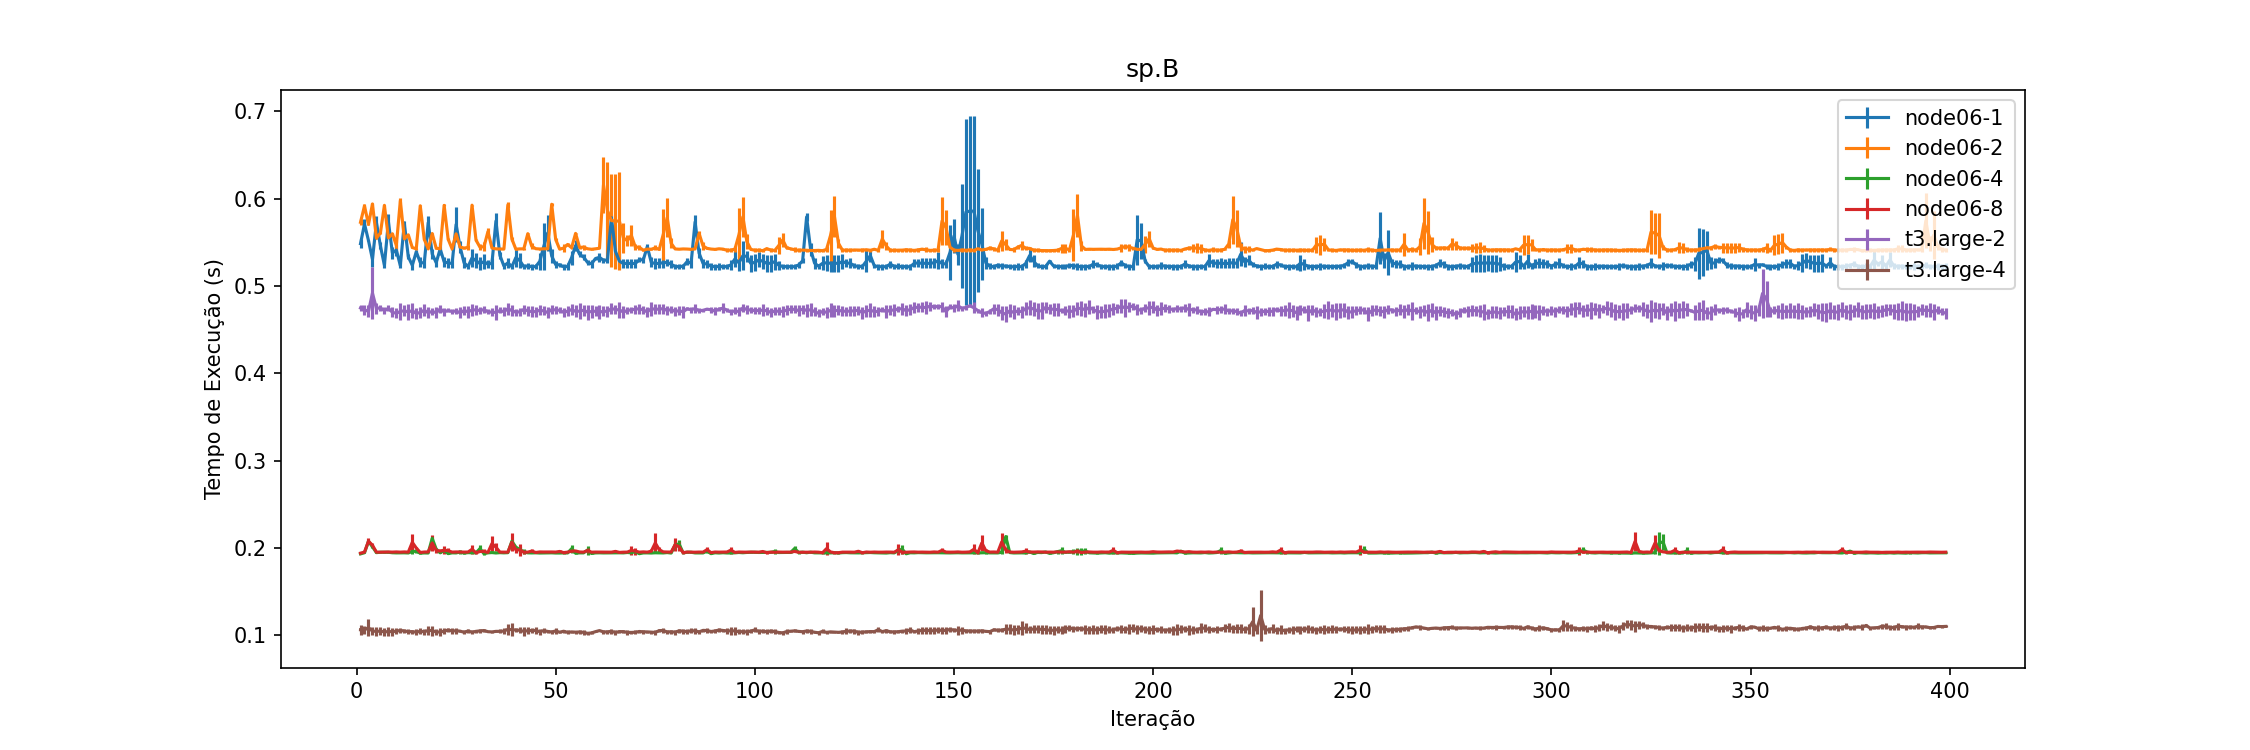 sp.B
Tempo de Execução (s)
0.7
0.6
0.5
0.4
0.3
0.2
0.1
node06-1
node06-2
node06-4
node06-8
t3.large-2
t3.large-4
0 50 100 150 200 250 300 350 400
Iteração